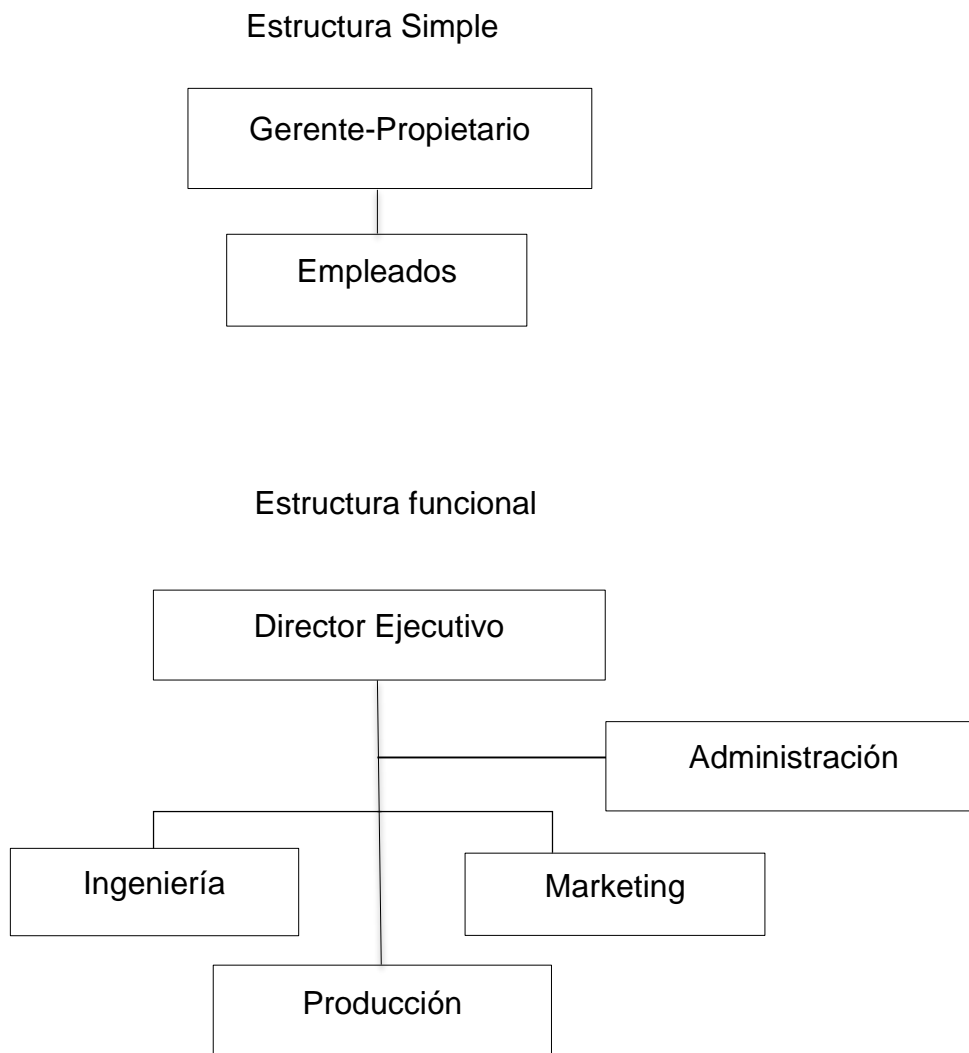 Estructura Simple
Gerente-Propietario
Empleados
Estructura funcional
Director Ejecutivo
Administración
Ingeniería
Marketing
Producción